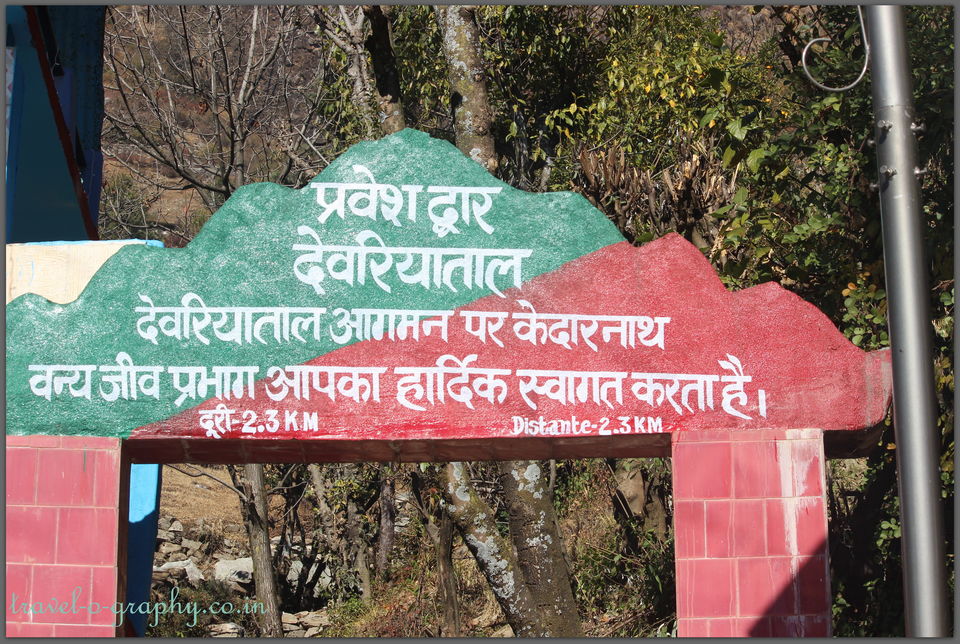 प्रवेश द्वार
देवरियाताल
देवरियाताल आगमन पर केदारनाथ
वन्य जीव प्रभाग आपका हार्दिक स्वागत करता है।
दूरी-2.3 KM Distante-2.3 KM
travel-o-graphy.co.in